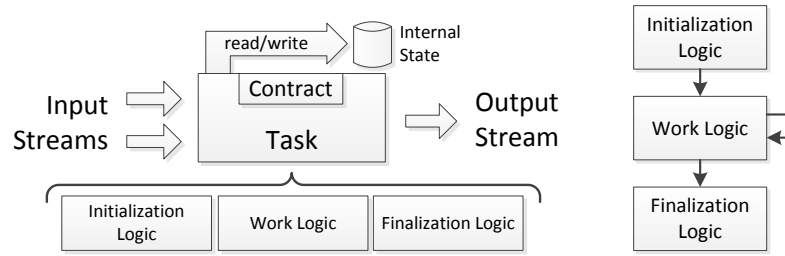 read/write
Internal
State
Contract
Input
Streams
Task
Output
Stream
Initialization
Logic
Work Logic
Finalization Logic
Initialization
Logic
Work Logic
Finalization
Logic